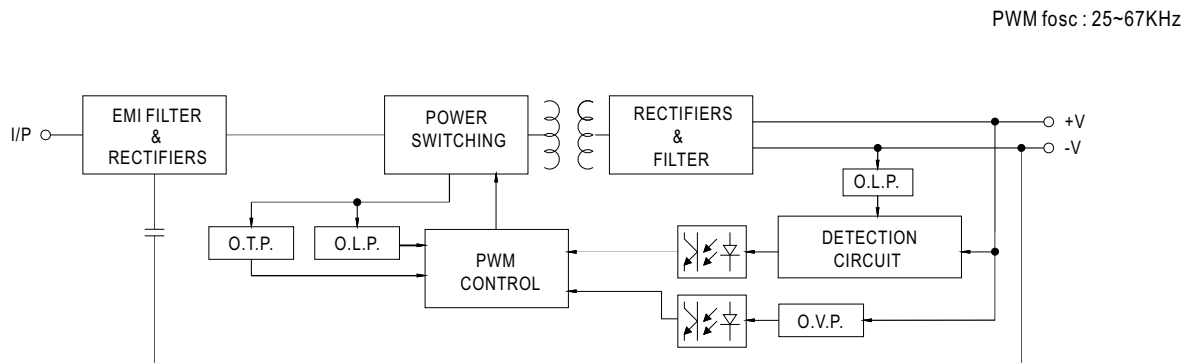 PWM fosc : 25~67KHz
I/P
EMI FILTER
&
RECTIFIERS
POWER
SWITCHING
RECTIFIERS
&
FILTER
+V
-V
O.L.P.
O.T.P.
O.L.P.
PWM
CONTROL
DETECTION
CIRCUIT
O.V.P.